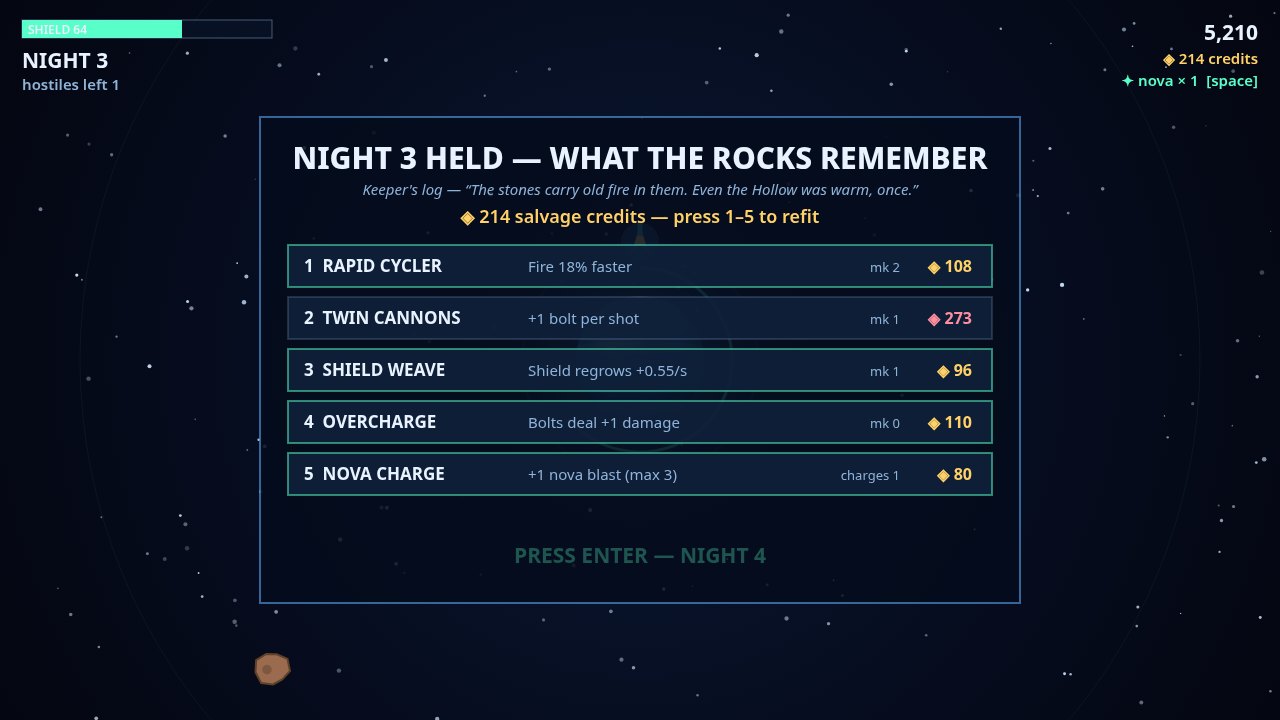 SHIELD 64
NIGHT 3
hostiles left 1
5,210
◈ 214 credits
✦ nova × 1 [space]
NIGHT 3 HELD — WHAT THE ROCKS REMEMBER
Keeper's log — “The stones carry old fire in them. Even the Hollow was warm, once.”
◈ 214 salvage credits — press 1–5 to refit
1 RAPID CYCLER Fire 18% faster mk 2 ◈ 108
2 TWIN CANNONS +1 bolt per shot mk 1 ◈ 273
3 SHIELD WEAVE Shield regrows +0.55/s mk 1 ◈ 96
4 OVERCHARGE Bolts deal +1 damage mk 0 ◈ 110
5 NOVA CHARGE +1 nova blast (max 3) charges 1 ◈ 80
PRESS ENTER — NIGHT 4